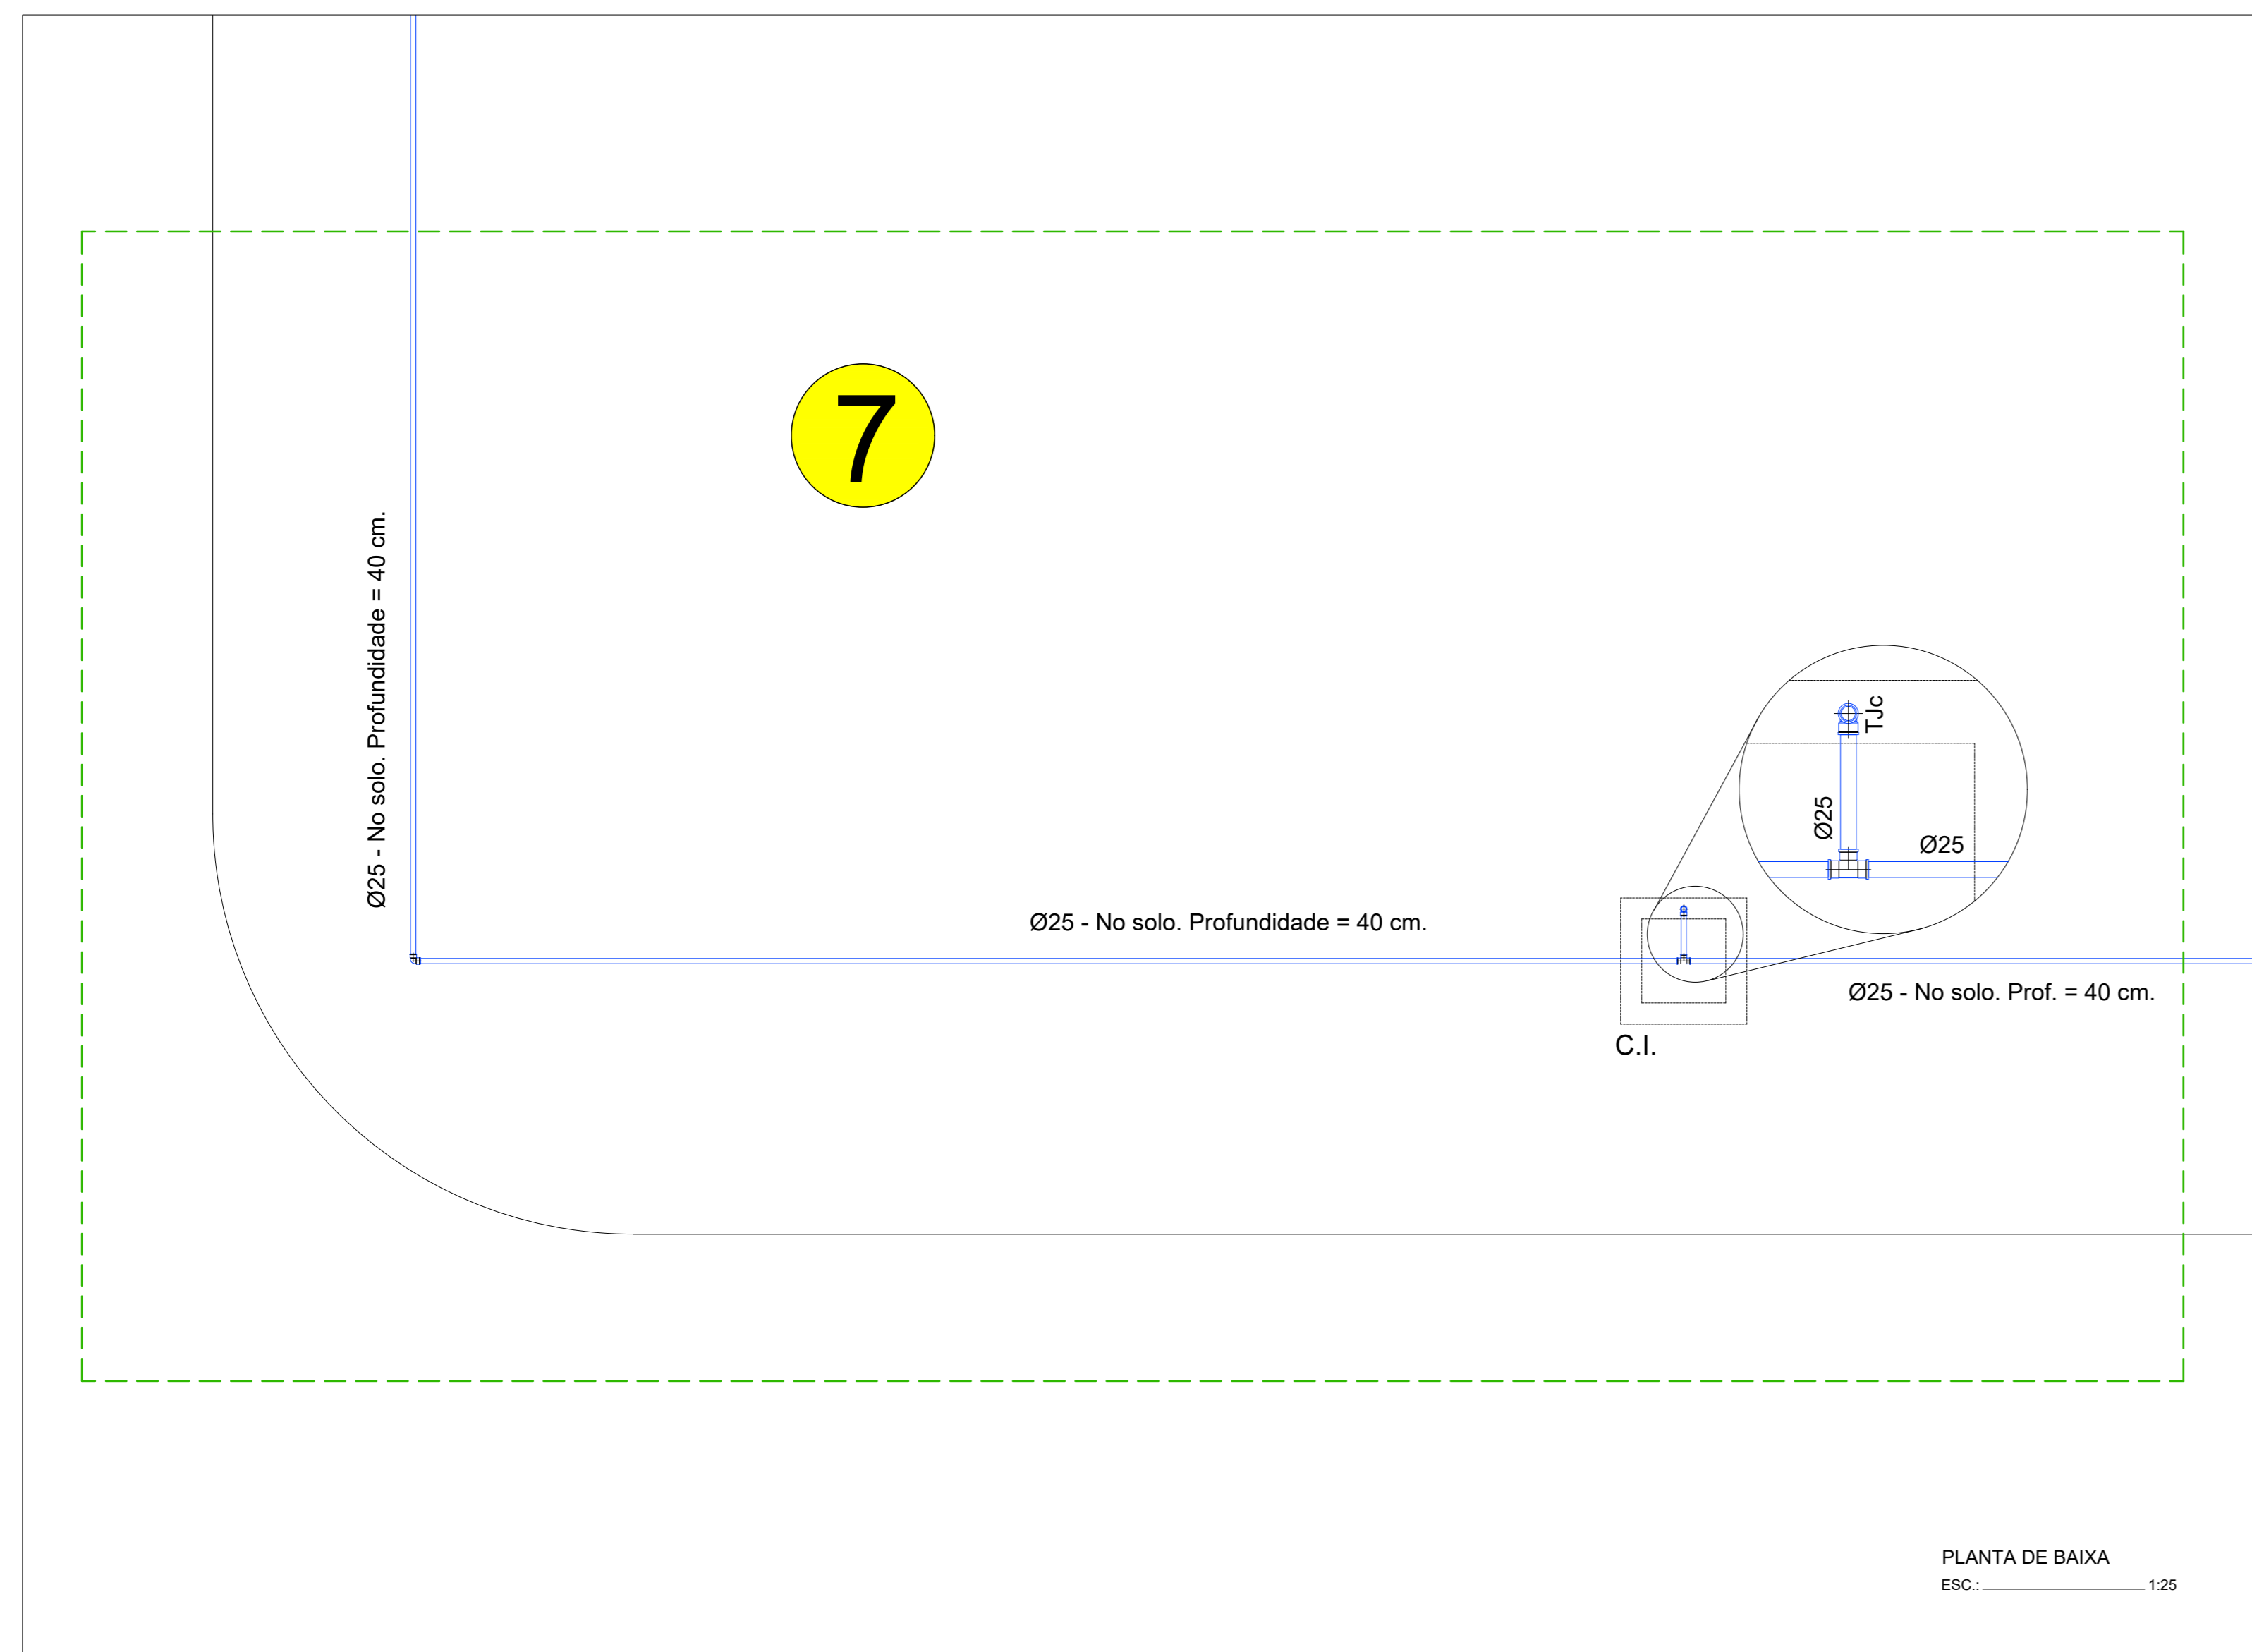 7
Ø25 - No solo. Profundidade = 40 cm.
TJc
Ø25
Ø25
Ø25 - No solo. Profundidade = 40 cm.
Ø25 - No solo. Prof. = 40 cm.
C.I.
PLANTA DE BAIXA
ESC.: 1:25